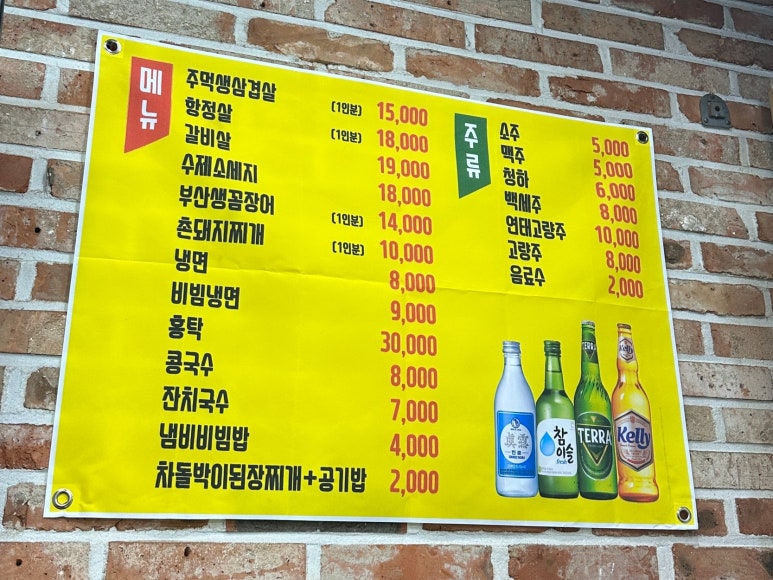 메뉴
주먹생삼겹살 (1인분) 15,000
항정살 (1인분) 18,000
갈비살 19,000
수제소세지 18,000
부산생꼼장어 (1인분) 14,000
촌돼지찌개 (1인분) 10,000
냉면 8,000
비빔냉면 9,000
홍탁 30,000
콩국수 8,000
잔치국수 7,000
냄비비빔밥 4,000
차돌박이된장찌개+공기밥 2,000
주류
소주 5,000
맥주 5,000
청하 6,000
백세주 8,000
연태고량주 10,000
고량주 8,000
음료수 2,000
眞露
진로
참이슬
fresh
TERRA
TERRA
Kelly
Kelly